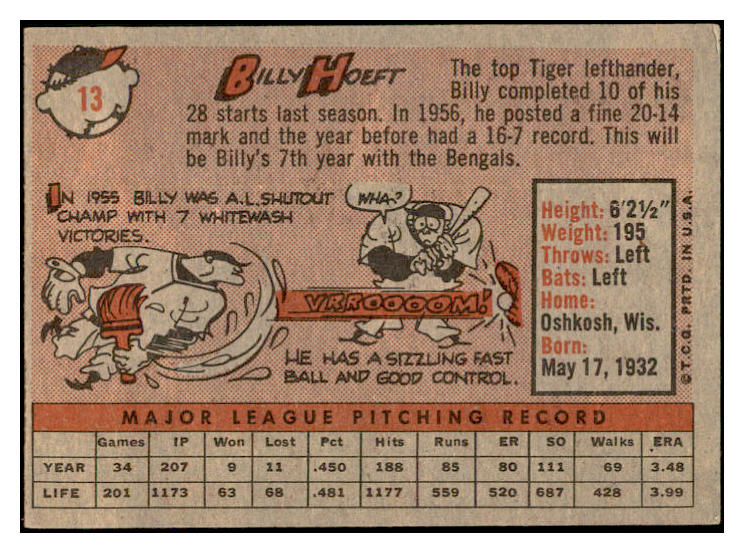 13
BILLY HOEFT
The top Tiger lefthander,
Billy completed 10 of his
28 starts last season. In 1956, he posted a fine 20-14
mark and the year before had a 16-7 record. This will
be Billy's 7th year with the Bengals.
IN 1955 BILLY WAS A.L. SHUTOUT
CHAMP WITH 7 WHITEWASH
VICTORIES.
WHA-?
VRROOOOM!
HE HAS A SIZZLING FAST
BALL AND GOOD CONTROL.
Height: 6'2½"
Weight: 195
Throws: Left
Bats: Left
Home:
Oshkosh, Wis.
Born:
May 17, 1932
© T.C.G. PRTD. IN U.S.A.
MAJOR LEAGUE PITCHING RECORD
Games IP Won Lost Pct Hits Runs ER SO Walks ERA
YEAR 34 207 9 11 .450 188 85 80 111 69 3.48
LIFE 201 1173 63 68 .481 1177 559 520 687 428 3.99